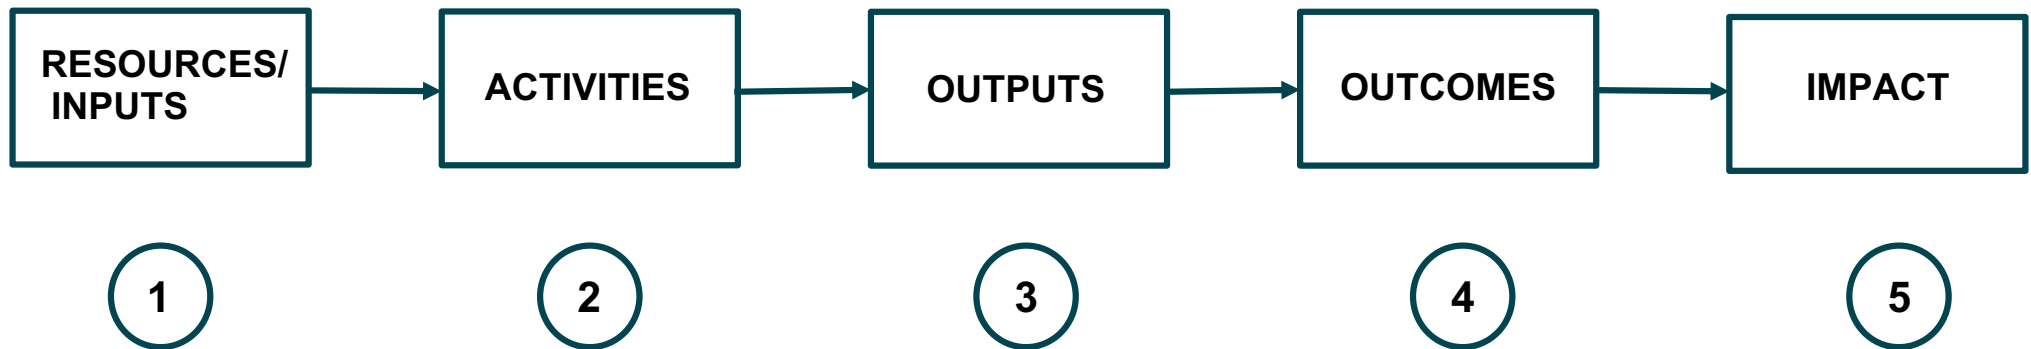 RESOURCES/
INPUTS
ACTIVITIES
OUTPUTS
OUTCOMES
IMPACT
1
2
3
4
5